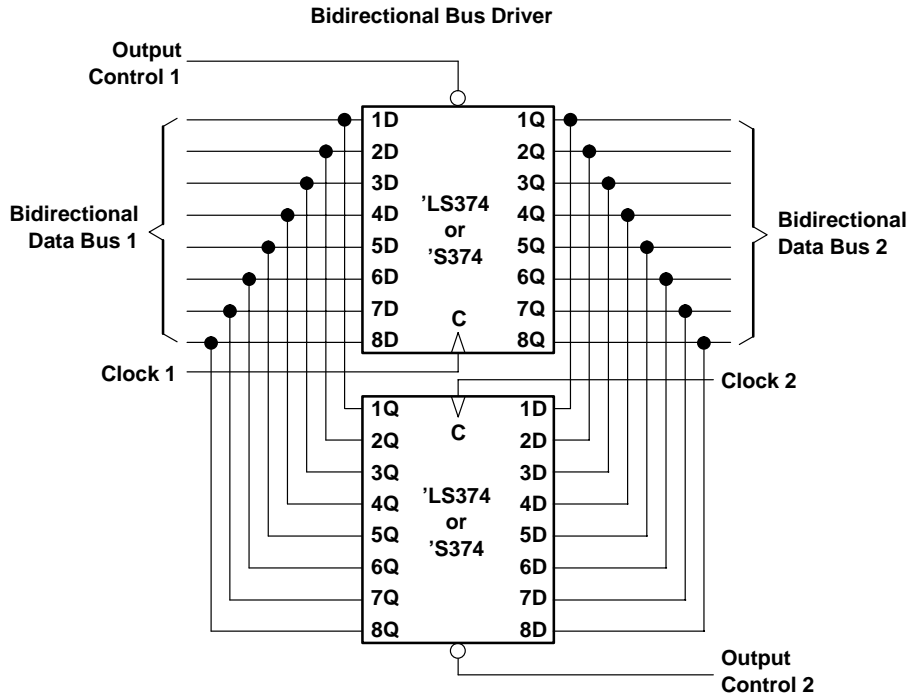 Bidirectional Bus Driver
Output
Control 1
1D 1Q
2D 2Q
3D 3Q
’LS374
4D 4Q
or
Bidirectional
Data Bus 1
Bidirectional
Data Bus 2
5D 5Q
’S374
6D 6Q
7D 7Q
C
8D 8Q
Clock 1
Clock 2
1Q 1D
C
2Q 2D
3Q 3D
’LS374
4Q 4D
or
5Q 5D
’S374
6Q 6D
7Q 7D
8Q 8D
Output
Control 2